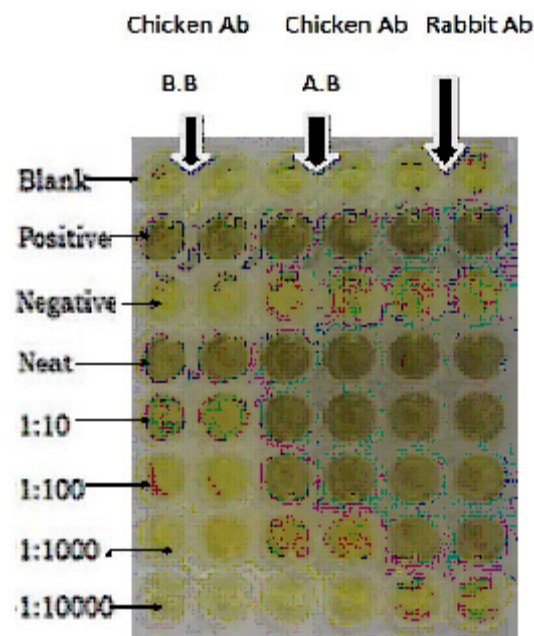 Chicken Ab Chicken Ab Rabbit Ab
B.B A.B
Blank
Positive
Negative
Neat
1:10
1:100
1:1000
1:10000